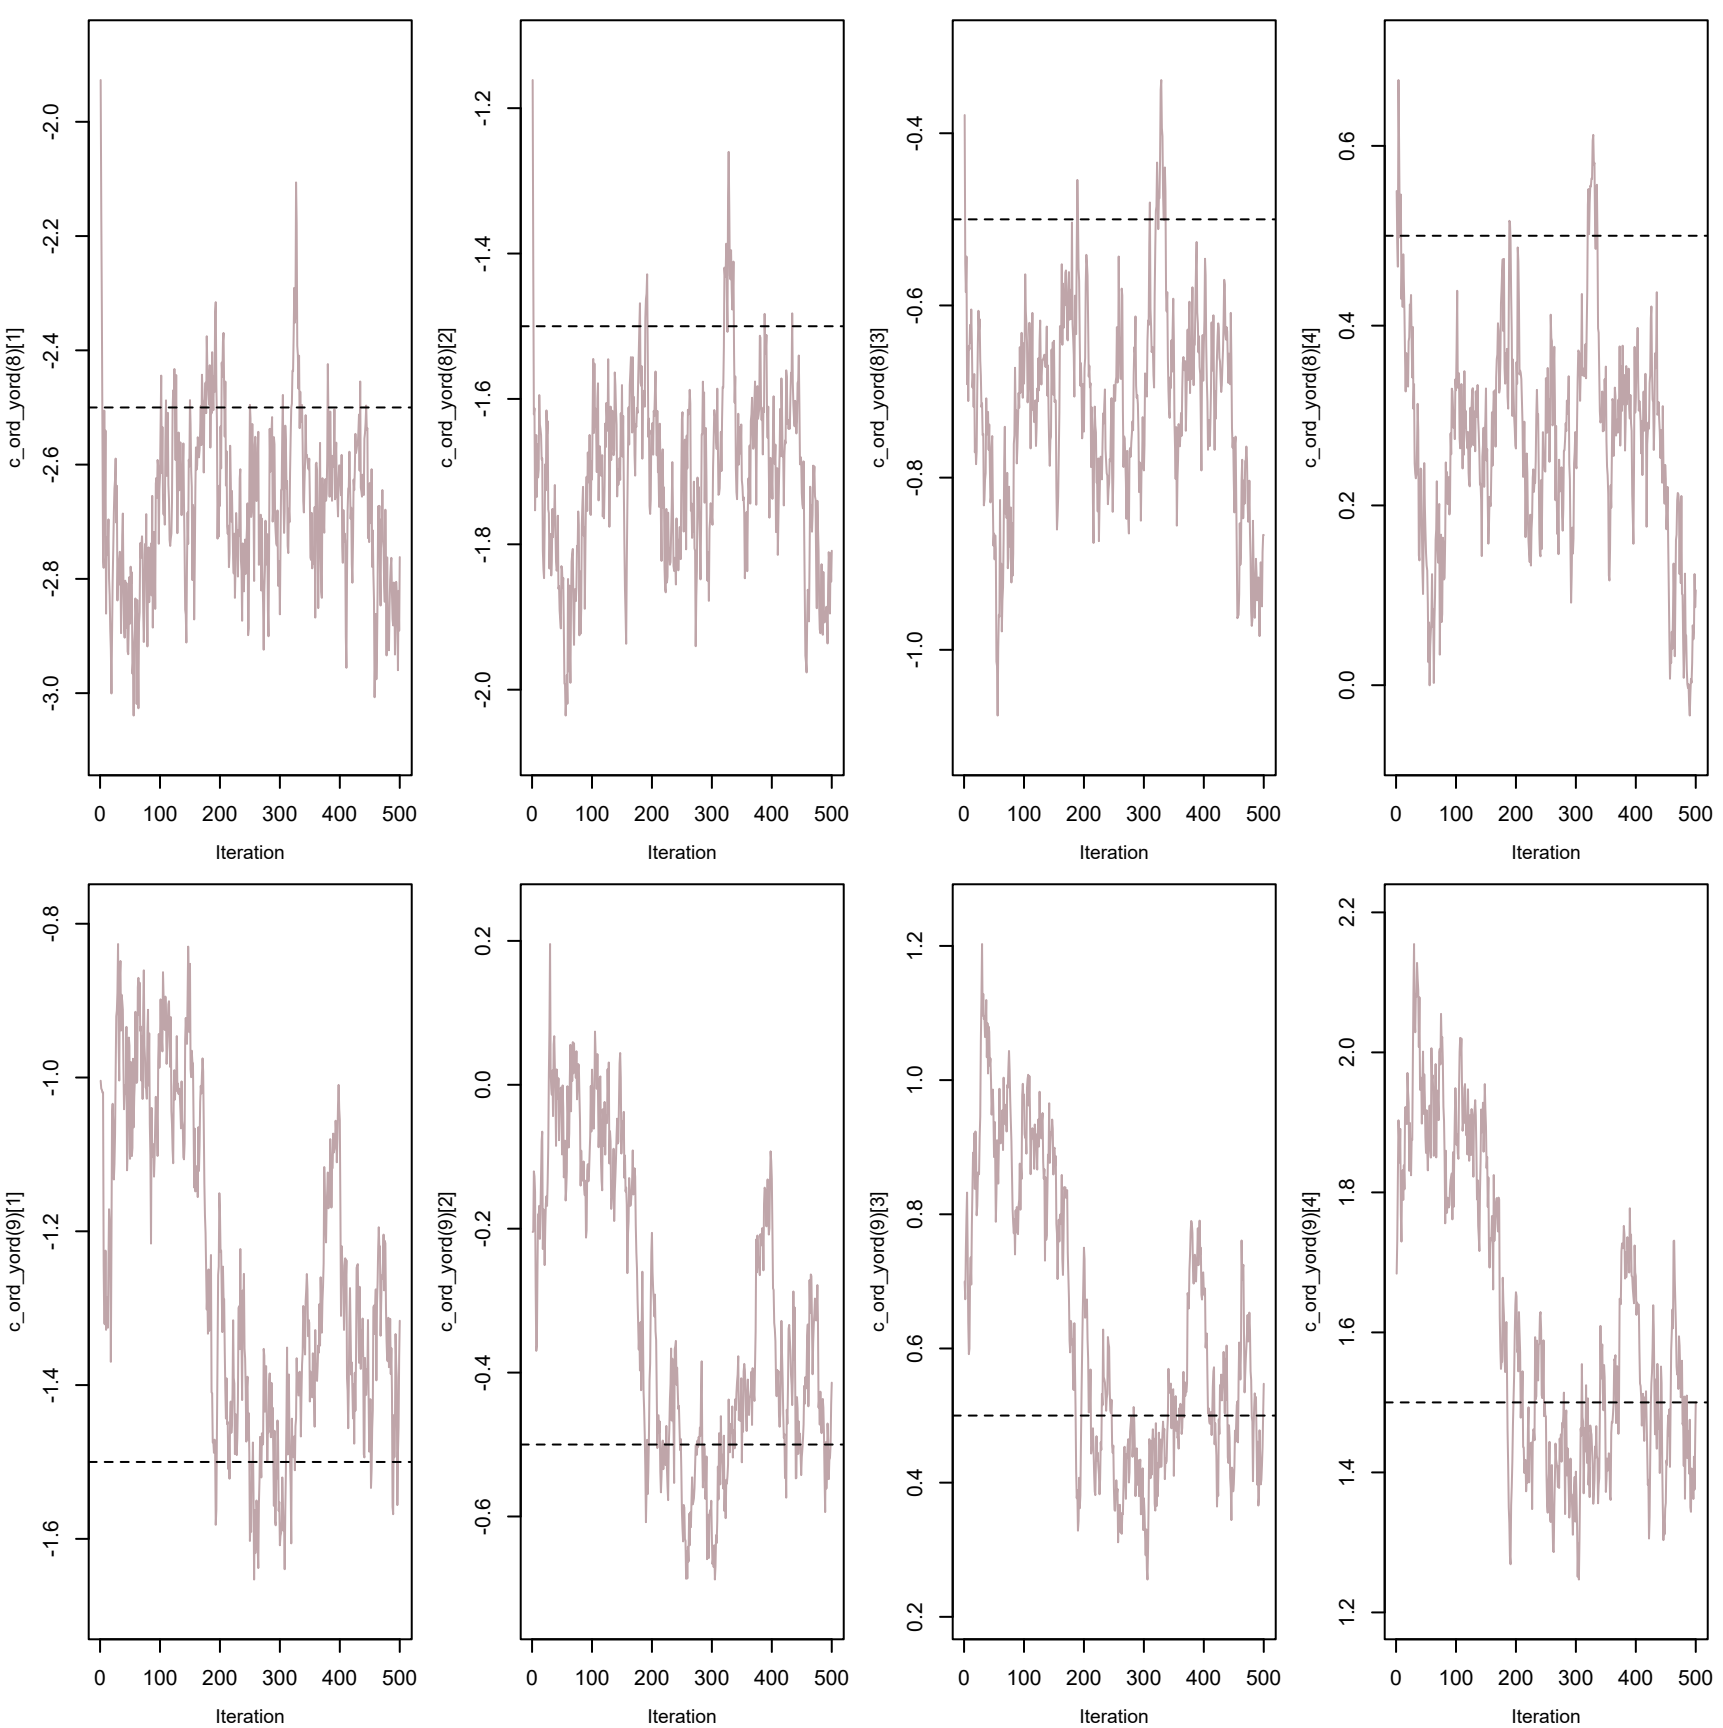 c_ord_yord(8)[1]
-2.0
-2.2
-2.4
-2.6
-2.8
-3.0
0 100 200 300 400 500
Iteration
c_ord_yord(8)[2]
-1.2
-1.4
-1.6
-1.8
-2.0
0 100 200 300 400 500
Iteration
c_ord_yord(8)[3]
-0.4
-0.6
-0.8
-1.0
0 100 200 300 400 500
Iteration
c_ord_yord(8)[4]
0.6
0.4
0.2
0.0
0 100 200 300 400 500
Iteration
c_ord_yord(9)[1]
-0.8
-1.0
-1.2
-1.4
-1.6
0 100 200 300 400 500
Iteration
c_ord_yord(9)[2]
0.2
0.0
-0.2
-0.4
-0.6
0 100 200 300 400 500
Iteration
c_ord_yord(9)[3]
1.2
1.0
0.8
0.6
0.4
0.2
0 100 200 300 400 500
Iteration
c_ord_yord(9)[4]
2.2
2.0
1.8
1.6
1.4
1.2
0 100 200 300 400 500
Iteration